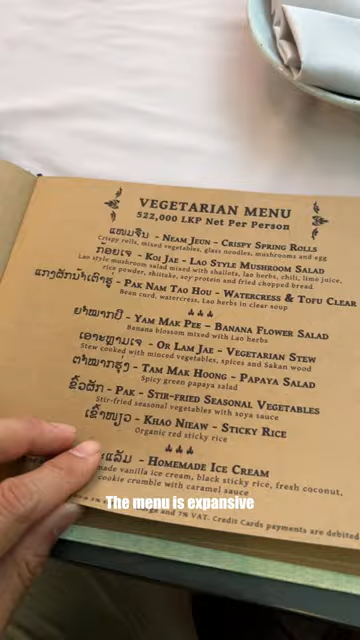 VEGETARIAN MENU
522,000 LKP Net Per Person
ແໜມຈືນ - NEAM JEUN - CRISPY SPRING ROLLS
Crispy rolls, mixed vegetables, glass noodles, mushrooms and egg
ກ້ອຍເຈ - KOI JAE - LAO STYLE MUSHROOM SALAD
Lao style mushroom salad mixed with shallots, lao herbs, chili, lime juice,
rice powder, shiitake, soy protein and fried chopped bread
ແກງຜັກນ້ຳເຕົາຮູ້ - PAK NAM TAO HOU - WATERCRESS & TOFU CLEAR
Bean curd, watercress, Lao herbs in clear soup
ຍຳໝາກປີ - YAM MAK PEE - BANANA FLOWER SALAD
Banana blossom mixed with Lao herbs
ເອາະຫຼາມເຈ - OR LAM JAE - VEGETARIAN STEW
Stew cooked with minced vegetables, spices and Sakan wood
ຕຳໝາກຮຸງ - TAM MAK HOONG - PAPAYA SALAD
Spicy green papaya salad
ຂົ້ວຜັກ - PAK - STIR-FRIED SEASONAL VEGETABLES
Stir-fried seasonal vegetables with soya sauce
ເຂົ້າໜຽວ - KHAO NIEAW - STICKY RICE
Organic red sticky rice
ະແລ້ມ - HOMEMADE ICE CREAM
made vanilla ice cream, black sticky rice, fresh coconut,
cookie crumble with caramel sauce
The menu is expansive
and 7% VAT. Credit Cards payments are debited